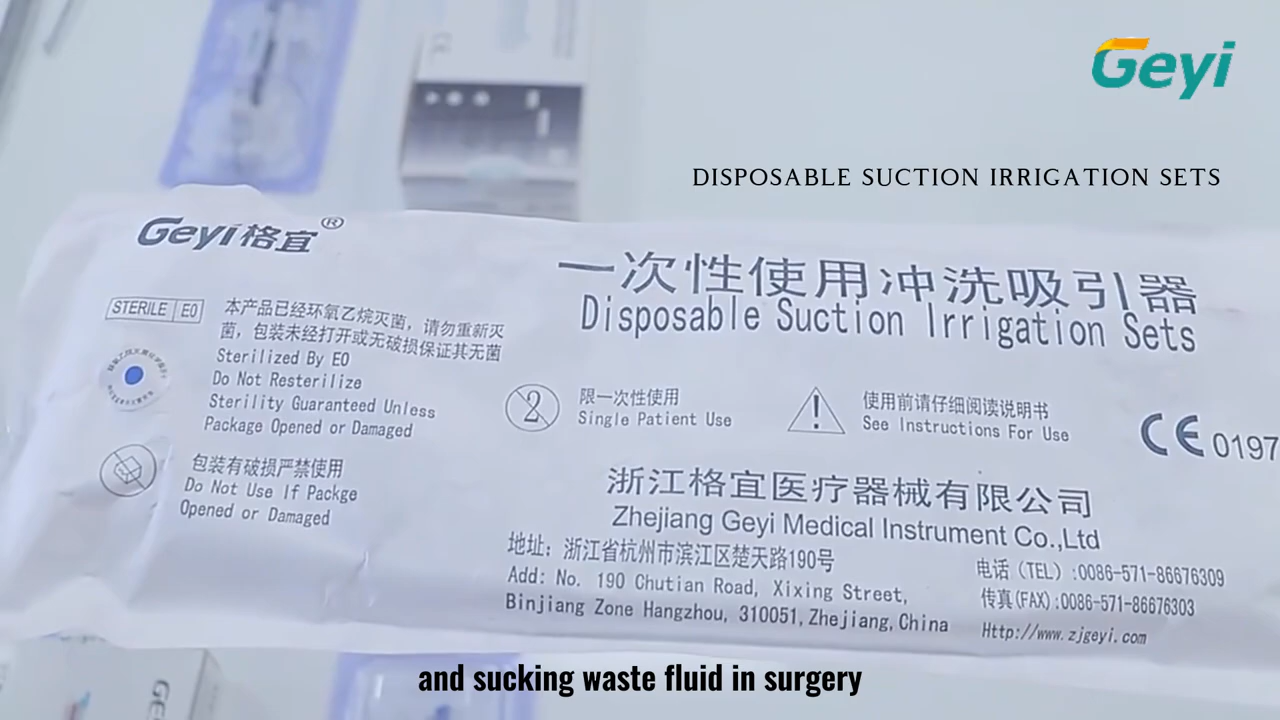 Geyi
DISPOSABLE SUCTION IRRIGATION SETS
Geyi格宜®
一次性使用冲洗吸引器
Disposable Suction Irrigation Sets
STERILE EO
本产品已经环氧乙烷灭菌，请勿重新灭
菌，包装未经打开或无破损保证其无菌
Sterilized By EO
Do Not Resterilize
Sterility Guaranteed Unless
Package Opened or Damaged
2
限一次性使用
Single Patient Use
使用前请仔细阅读说明书
See Instructions For Use
CE 0197
包装有破损严禁使用
Do Not Use If Packge
Opened or Damaged
浙江格宜医疗器械有限公司
Zhejiang Geyi Medical Instrument Co.,Ltd
地址：浙江省杭州市滨江区楚天路190号
Add: No. 190 Chutian Road, Xixing Street,
Binjiang Zone Hangzhou, 310051, Zhejiang, China
电话（TEL）:0086-571-86676309
传真(FAX):0086-571-86676303
Http://www.zjgeyi.com
and sucking waste fluid in surgery